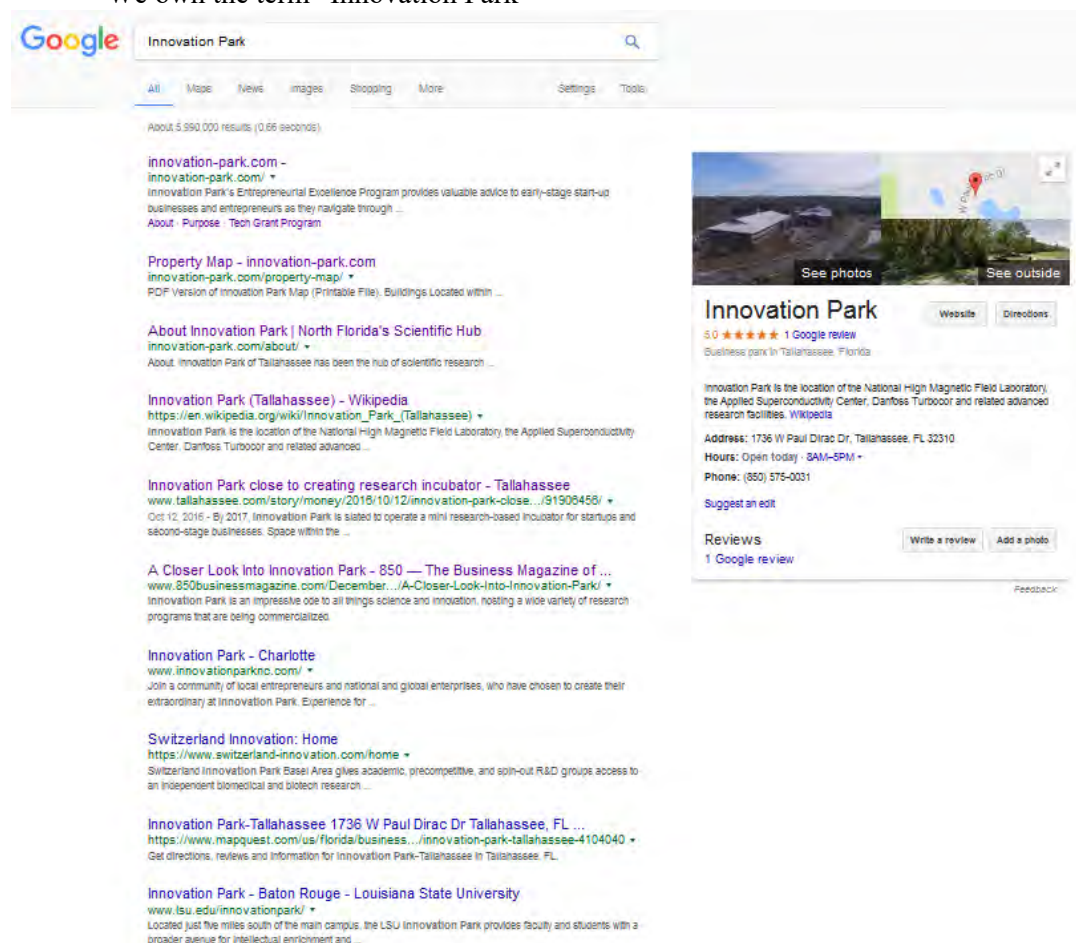 We own the term "Innovation Park"
Google
Innovation Park
All Maps News Images Shopping More Settings Tools
About 5,990,000 results (0.66 seconds)
innovation-park.com -
innovation-park.com/
Innovation Park's Entrepreneurial Excellence Program provides valuable advice to early-stage start-up
businesses and entrepreneurs as they navigate through ...
About · Purpose · Tech Grant Program
Property Map - innovation-park.com
innovation-park.com/property-map/
PDF Version of Innovation Park Map (Printable File). Buildings Located within ...
About Innovation Park | North Florida's Scientific Hub
innovation-park.com/about/
About. Innovation Park of Tallahassee has been the hub of scientific research ...
Innovation Park (Tallahassee) - Wikipedia
https://en.wikipedia.org/wiki/Innovation_Park_(Tallahassee)
Innovation Park is the location of the National High Magnetic Field Laboratory, the Applied Superconductivity
Center, Danfoss Turbocor and related advanced ...
Innovation Park close to creating research incubator - Tallahassee
www.tallahassee.com/story/money/2016/10/12/innovation-park-close.../91906456/
Oct 12, 2016 - By 2017, Innovation Park is slated to operate a mini research-based incubator for startups and
second-stage businesses. Space within the ...
A Closer Look Into Innovation Park - 850 — The Business Magazine of ...
www.850businessmagazine.com/December.../A-Closer-Look-Into-Innovation-Park/
Innovation Park is an impressive ode to all things science and innovation, hosting a wide variety of research
programs that are being commercialized.
Innovation Park - Charlotte
www.innovationparknc.com/
Join a community of local entrepreneurs and national and global enterprises, who have chosen to create their
extraordinary at Innovation Park. Experience for ...
Switzerland Innovation: Home
https://www.switzerland-innovation.com/home
Switzerland Innovation Park Basel Area gives academic, precompetitive, and spin-out R&D groups access to
an independent biomedical and biotech research ...
Innovation Park-Tallahassee 1736 W Paul Dirac Dr Tallahassee, FL ...
https://www.mapquest.com/us/florida/business.../innovation-park-tallahassee-4104040
Get directions, reviews and information for Innovation Park-Tallahassee in Tallahassee, FL.
Innovation Park - Baton Rouge - Louisiana State University
www.lsu.edu/innovationpark/
Located just five miles south of the main campus, the LSU Innovation Park provides faculty and students with a
broader avenue for intellectual enrichment and ...
See photos
See outside
Innovation Park
Website Directions
5.0 ★★★★★ 1 Google review
Business park in Tallahassee, Florida
Innovation Park is the location of the National High Magnetic Field Laboratory,
the Applied Superconductivity Center, Danfoss Turbocor and related advanced
research facilities. Wikipedia
Address: 1736 W Paul Dirac Dr, Tallahassee, FL 32310
Hours: Open today · 8AM–5PM
Phone: (850) 575-0031
Suggest an edit
Reviews
Write a review Add a photo
1 Google review
Feedback